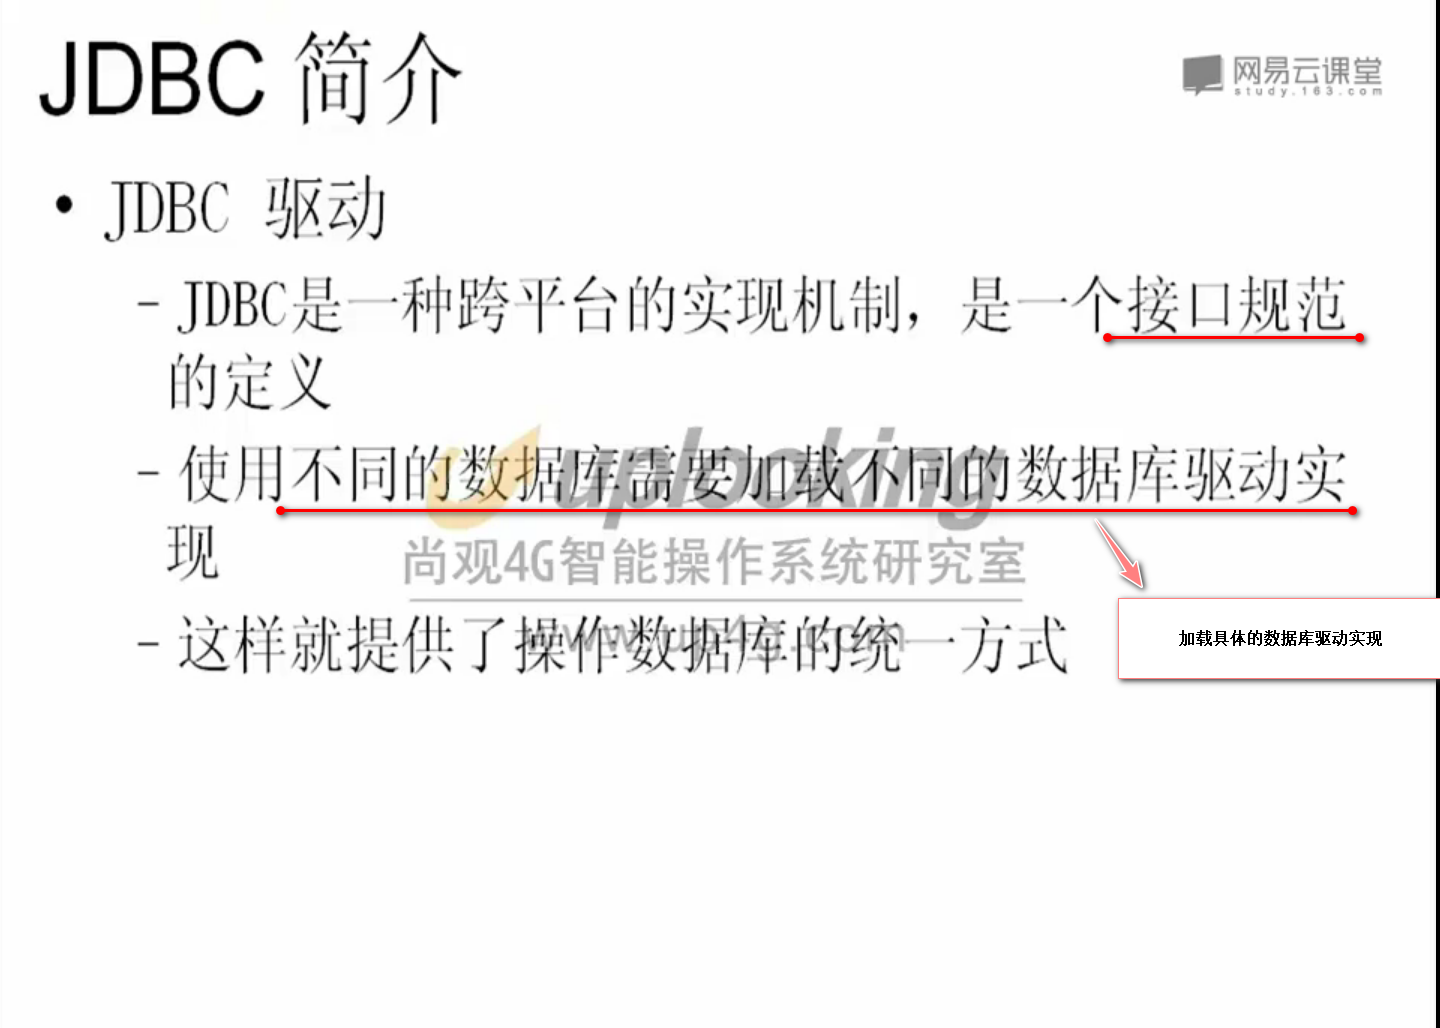 JDBC 简介
网易云课堂
study.163.com
• JDBC 驱动
– JDBC是一种跨平台的实现机制，是一个接口规范
的定义
– 使用不同的数据库需要加载不同的数据库驱动实
现
uplooking
尚观4G智能操作系统研究室
– 这样就提供了操作数据库的统一方式
www.up4g.com
加载具体的数据库驱动实现